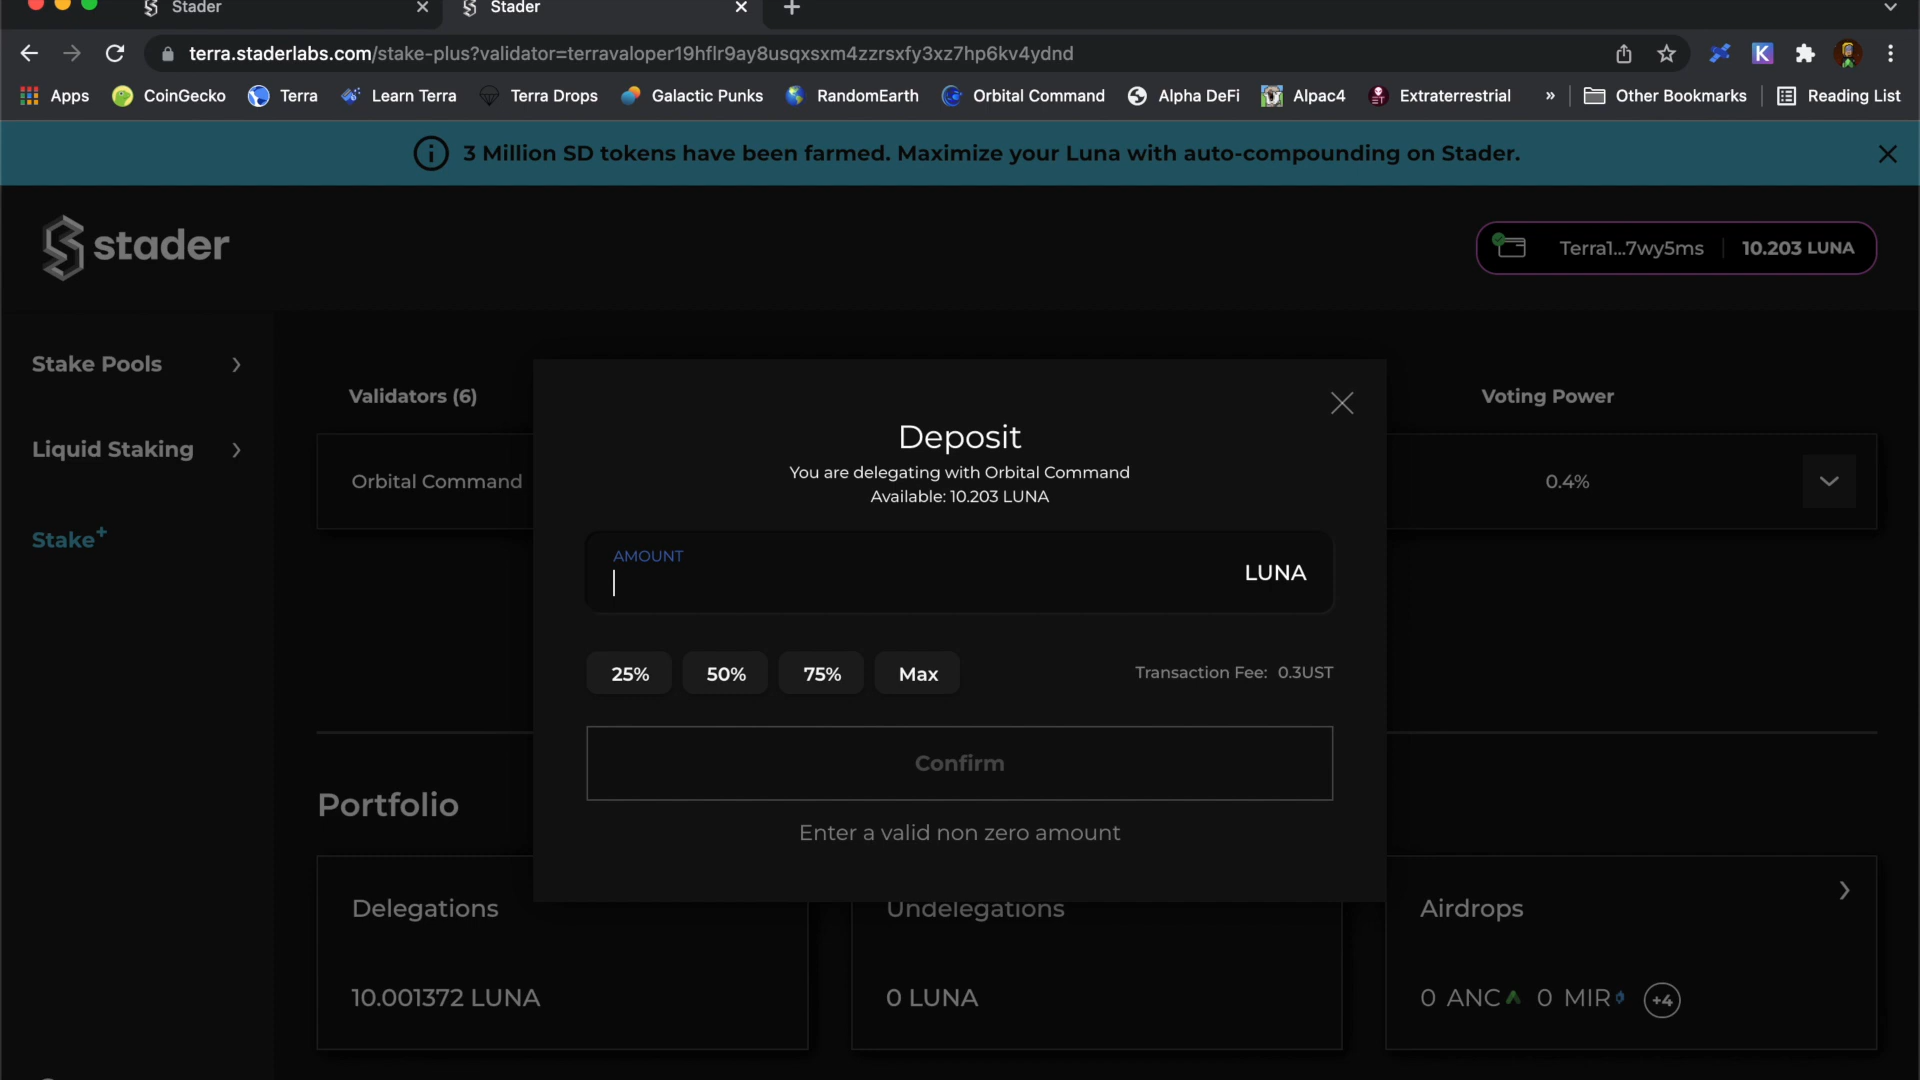 Stader
Stader
terra.staderlabs.com/stake-plus?validator=terravaloper19hflr9ay8usqxsxm4zzrsxfy3xz7hp6kv4ydnd
K
Apps CoinGecko Terra Learn Terra Terra Drops Galactic Punks RandomEarth Orbital Command Alpha DeFi Alpac4 Extraterrestrial » Other Bookmarks Reading List
3 Million SD tokens have been farmed. Maximize your Luna with auto-compounding on Stader.
stader
Terra1...7wy5ms 10.203 LUNA
Stake Pools
Liquid Staking
Stake+
Validators (6)
Voting Power
Orbital Command
0.4%
Deposit
You are delegating with Orbital Command
Available: 10.203 LUNA
AMOUNT
LUNA
25% 50% 75% Max
Transaction Fee: 0.3UST
Confirm
Enter a valid non zero amount
Portfolio
Delegations
10.001372 LUNA
Undelegations
0 LUNA
Airdrops
0 ANC 0 MIR +4